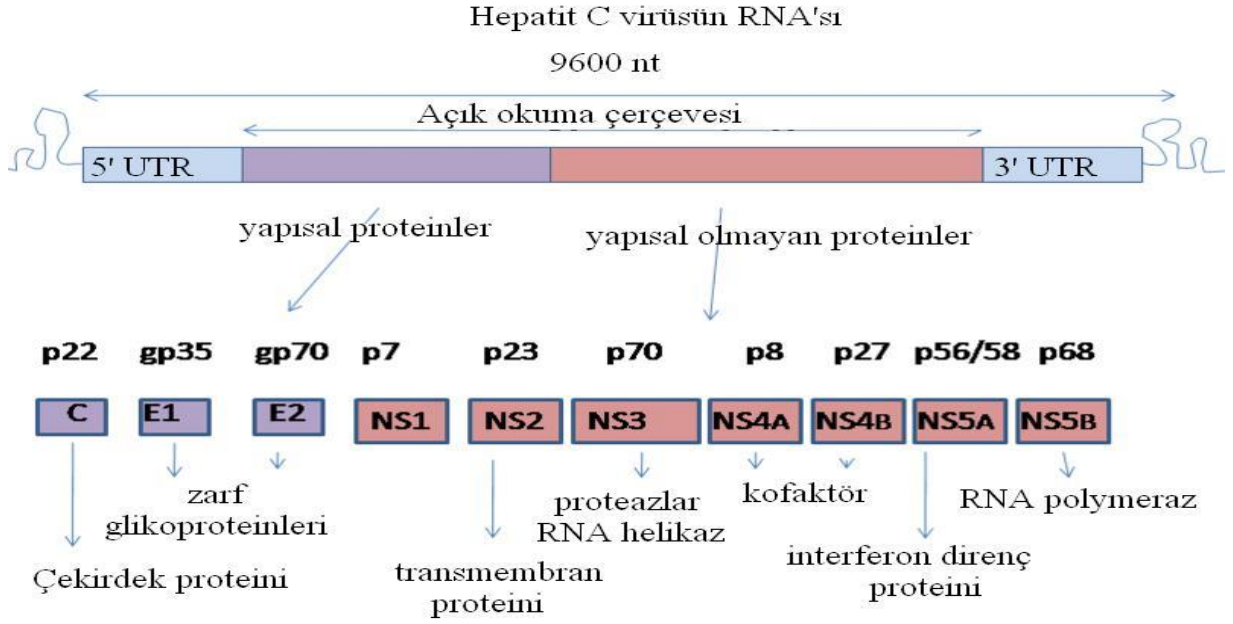 Hepatit C virüsün RNA'sı
9600 nt
Açık okuma çerçevesi
5' UTR
3' UTR
yapısal proteinler
yapısal olmayan proteinler
p22 gp35 gp70 p7 p23 p70 p8 p27 p56/58 p68
C E1 E2 NS1 NS2 NS3 NS4A NS4B NS5A NS5B
zarf
glikoproteinleri
proteazlar
RNA helikaz
kofaktör
RNA polymeraz
Çekirdek proteini
transmembran
proteini
interferon direnç
proteini